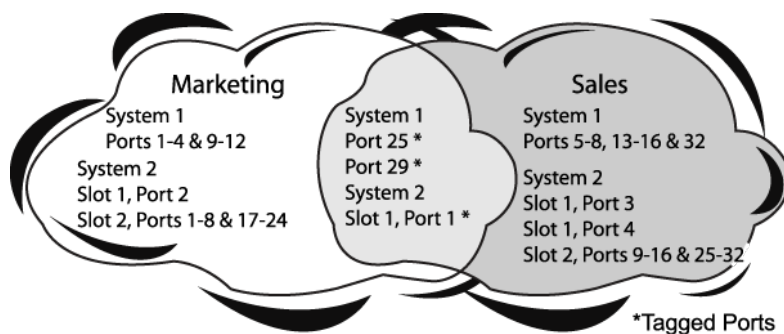 Marketing
System 1
Ports 1-4 & 9-12
System 2
Slot 1, Port 2
Slot 2, Ports 1-8 & 17-24
System 1
Port 25 *
Port 29 *
System 2
Slot 1, Port 1 *
Sales
System 1
Ports 5-8, 13-16 & 32
System 2
Slot 1, Port 3
Slot 1, Port 4
Slot 2, Ports 9-16 & 25-32
*Tagged Ports